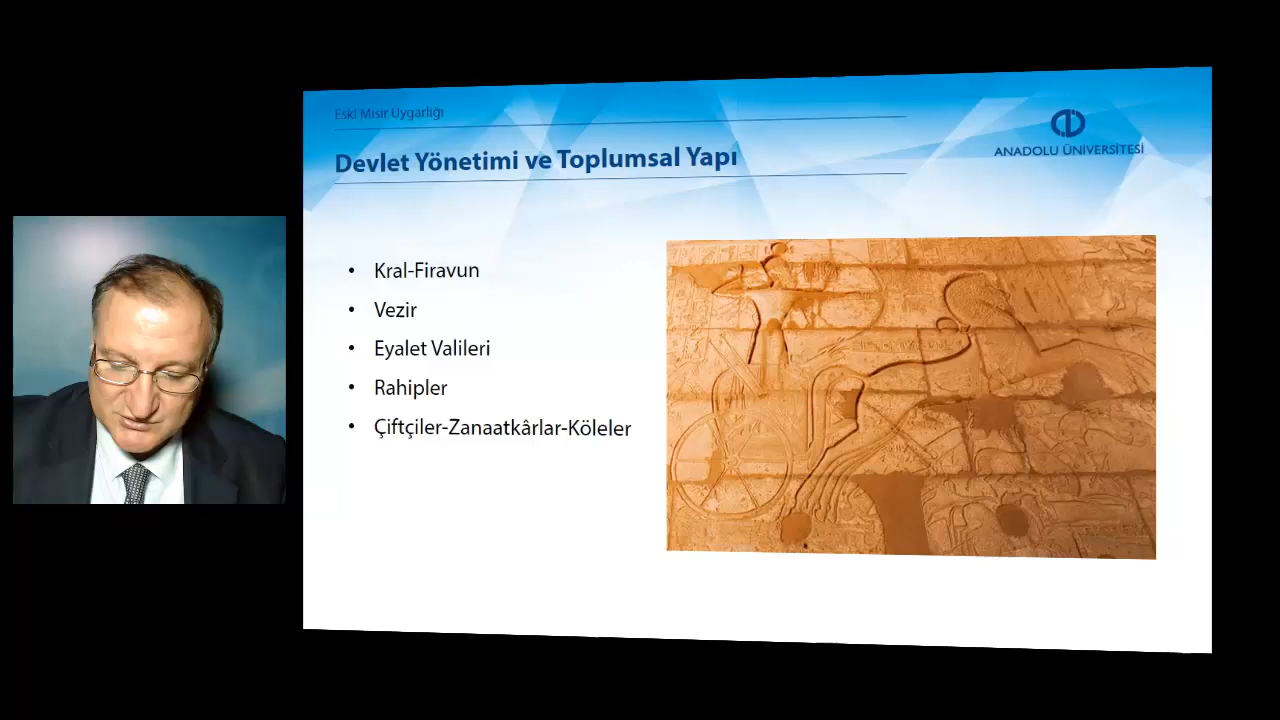 Eski Mısır Uygarlığı
Devlet Yönetimi ve Toplumsal Yapı
ANADOLU ÜNİVERSİTESİ
• Kral-Firavun
• Vezir
• Eyalet Valileri
• Rahipler
• Çiftçiler-Zanaatkârlar-Köleler